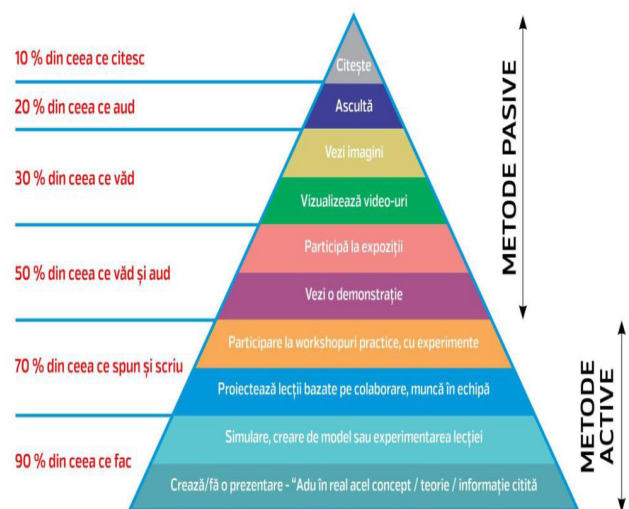 10 % din ceea ce citesc
Citește
20 % din ceea ce aud
Ascultă
Vezi imagini
30 % din ceea ce văd
Vizualizează video-uri
Participă la expoziții
50 % din ceea ce văd și aud
Vezi o demonstrație
METODE PASIVE
Participare la workshopuri practice, cu experimente
70 % din ceea ce spun și scriu
Proiectează lecții bazate pe colaborare, muncă în echipă
Simulare, creare de model sau experimentarea lecției
90 % din ceea ce fac
Crează/fă o prezentare - “Adu în real acel concept / teorie / informație citită
METODE
ACTIVE